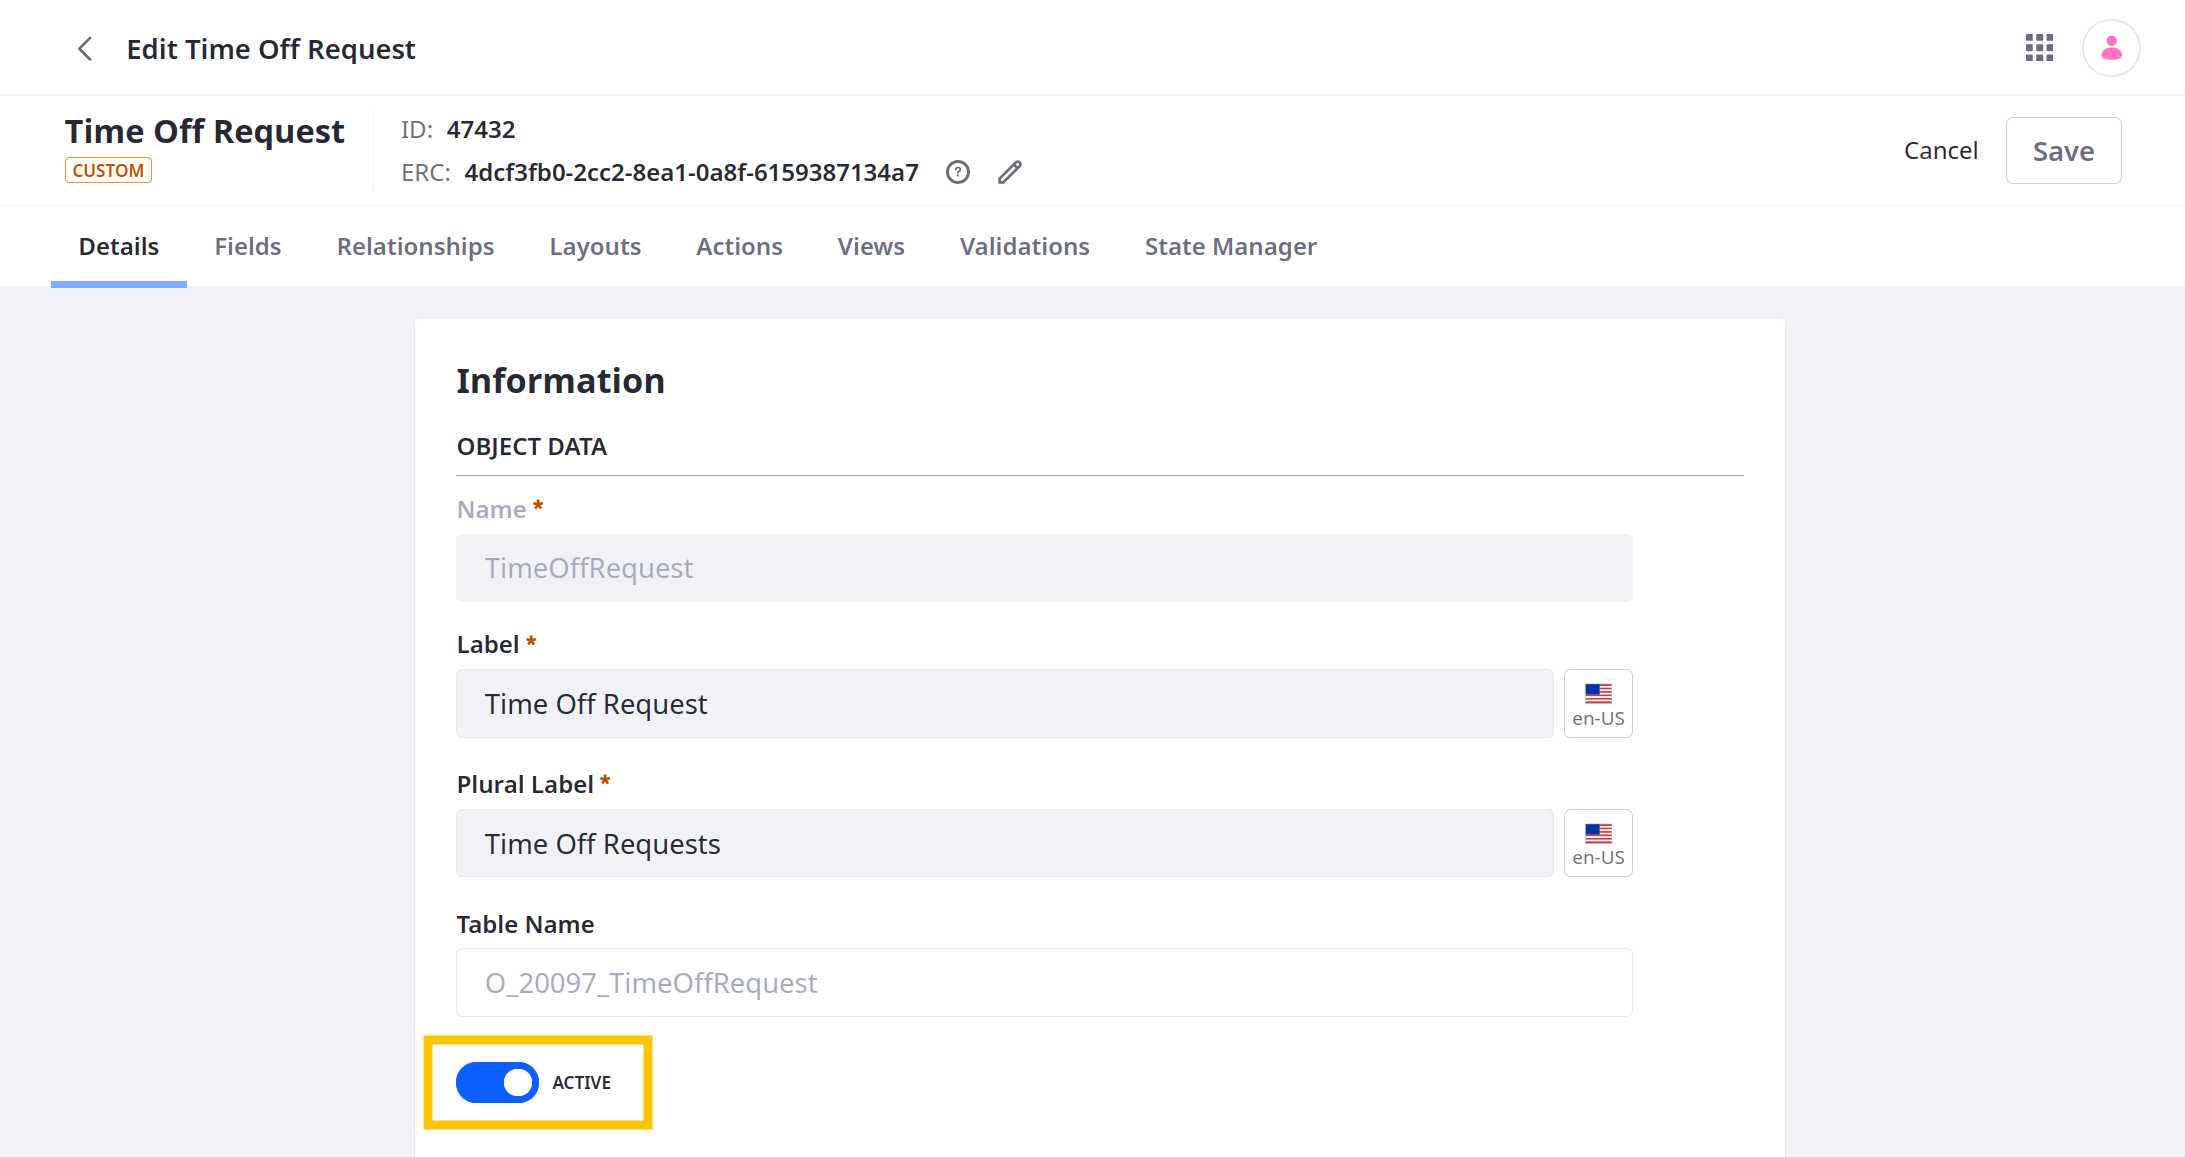 Edit Time Off Request
Time Off Request
CUSTOM
ID: 47432
ERC: 4dcf3fb0-2cc2-8ea1-0a8f-6159387134a7 ?
Cancel
Save
Details Fields Relationships Layouts Actions Views Validations State Manager
Information
OBJECT DATA
Name *
TimeOffRequest
Label *
Time Off Request
en-US
Plural Label *
Time Off Requests
en-US
Table Name
O_20097_TimeOffRequest
ACTIVE